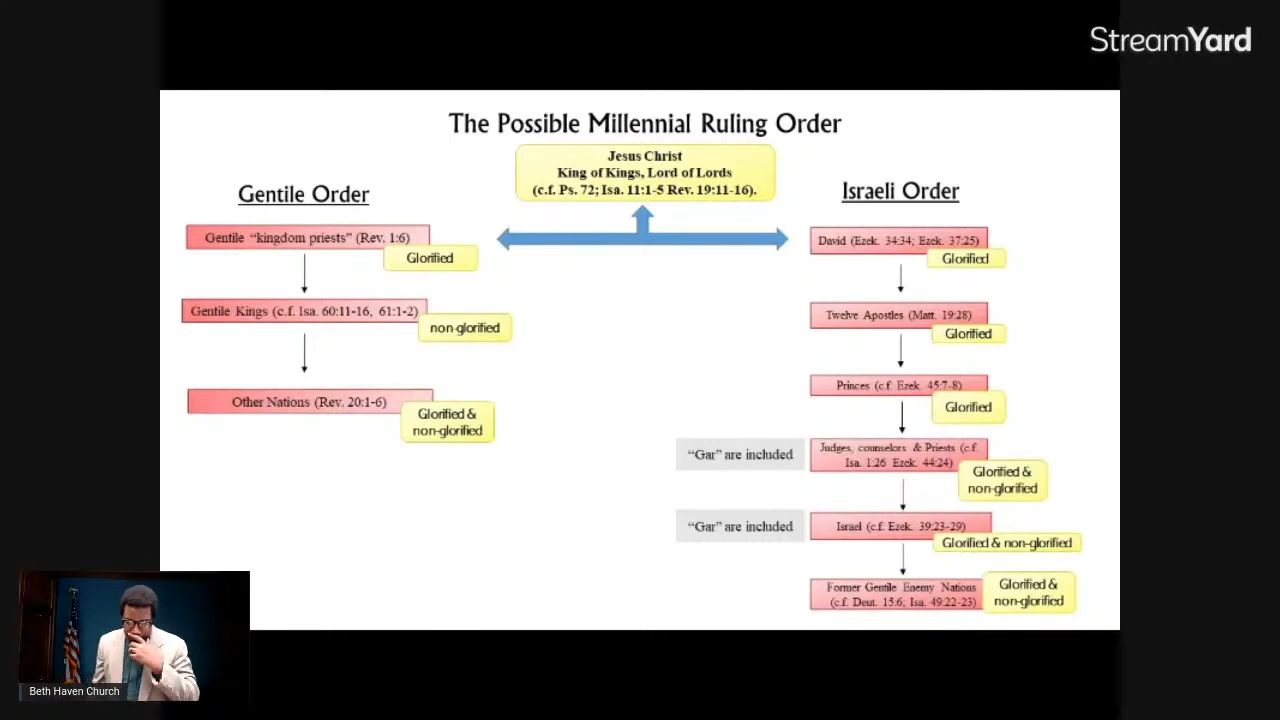 StreamYard
The Possible Millennial Ruling Order
Jesus Christ
King of Kings, Lord of Lords
(c.f. Ps. 72; Isa. 11:1-5 Rev. 19:11-16).
Gentile Order
Gentile “kingdom priests” (Rev. 1:6)
Glorified
Gentile Kings (c.f. Isa. 60:11-16, 61:1-2)
non-glorified
Other Nations (Rev. 20:1-6)
Glorified &
non-glorified
Israeli Order
David (Ezek. 34:34; Ezek. 37:25)
Glorified
Twelve Apostles (Matt. 19:28)
Glorified
Princes (c.f. Ezek. 45:7-8)
Glorified
“Gar” are included
Judges, counselors & Priests (c.f.
Isa. 1:26 Ezek. 44:24)
Glorified &
non-glorified
“Gar” are included
Israel (c.f. Ezek. 39:23-29)
Glorified & non-glorified
Former Gentile Enemy Nations
(c.f. Deut. 15:6; Isa. 49:22-23)
Glorified &
non-glorified
Beth Haven Church